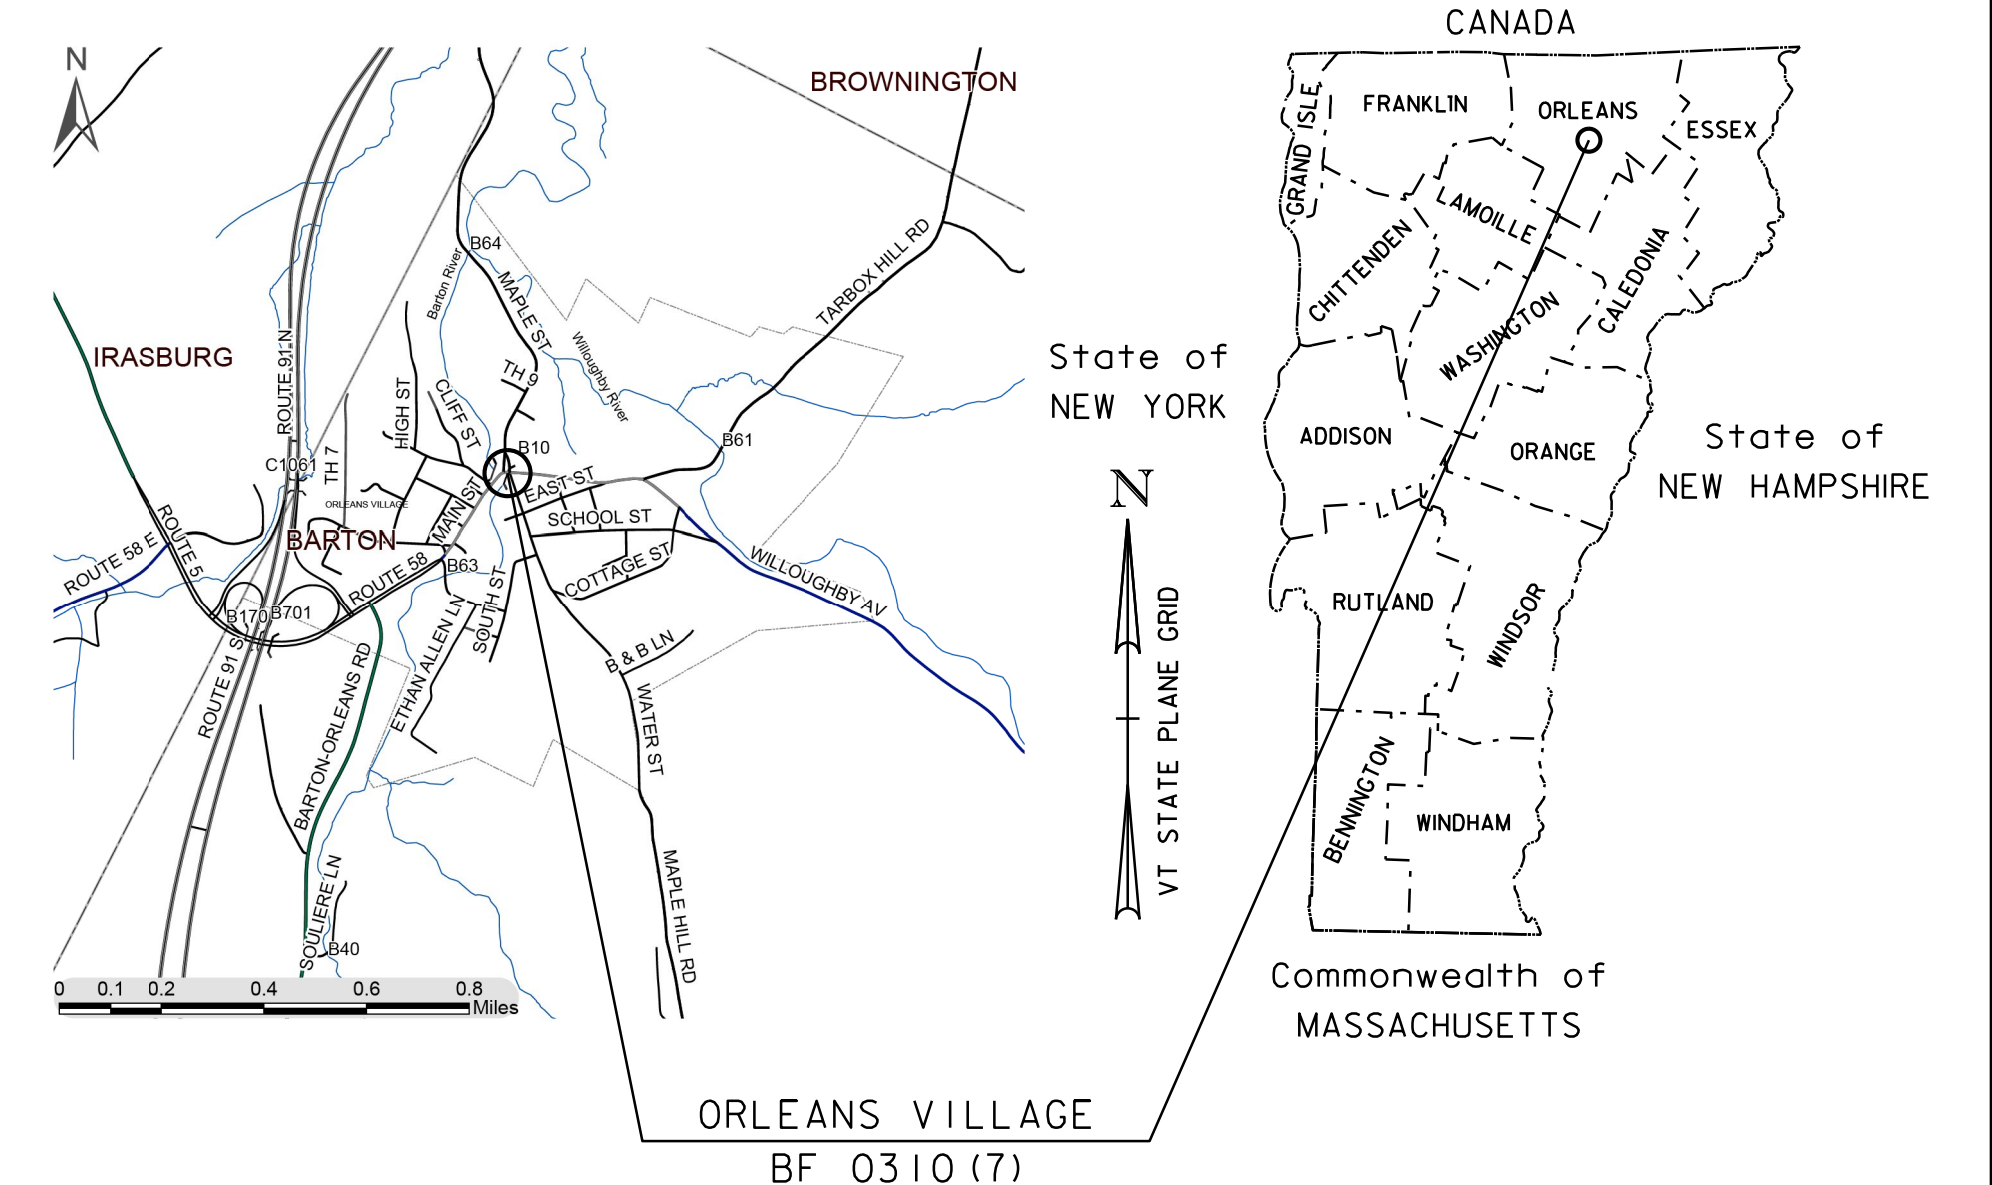 CANADA
N
BROWNINGTON
FRANKLIN
ORLEANS
GRAND ISLE
ESSEX
LAMOILLE
CHITTENDEN
CALEDONIA
WASHINGTON
B64
Barton River
MAPLE ST
TARBOX HILL RD
IRASBURG
ROUTE 91 N
Willoughby River
State of
NEW YORK
TH 9
HIGH ST
CLIFF ST
B61
B10
C1061
TH 7
ADDISON
ORANGE
State of
NEW HAMPSHIRE
N
EAST ST
ORLEANS VILLAGE
MAIN ST
SCHOOL ST
BARTON
ROUTE 5
ROUTE 58 E
ROUTE 58
B63
COTTAGE ST
WILLOUGHBY AV
SOUTH ST
B170
B701
RUTLAND
WINDSOR
VT STATE PLANE GRID
ROUTE 91 S
ETHAN ALLEN LN
B & B LN
BARTON-ORLEANS RD
WATER ST
BENNINGTON
WINDHAM
SOULIERE LN
MAPLE HILL RD
B40
0 0.1 0.2 0.4 0.6 0.8
Miles
Commonwealth of
MASSACHUSETTS
ORLEANS VILLAGE
BF 0310(7)